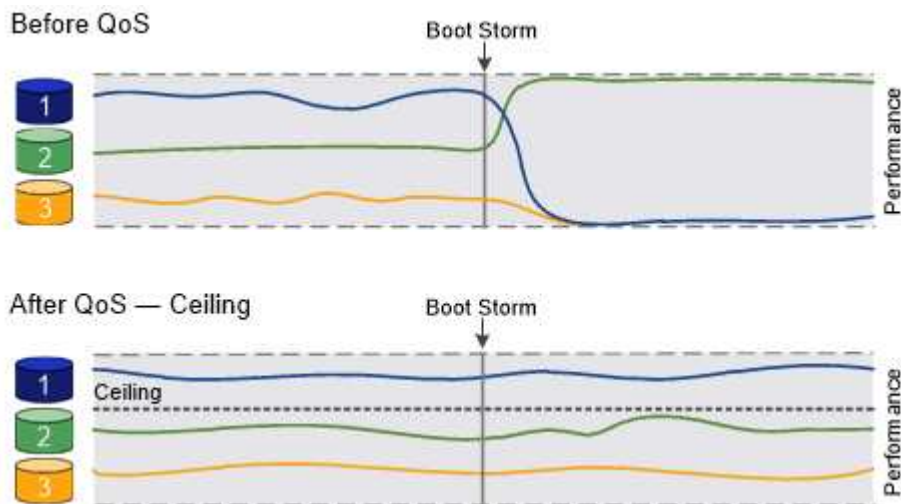 Before QoS
Boot Storm
1
2
3
Performance
After QoS — Ceiling
Boot Storm
1
Ceiling
2
3
Performance